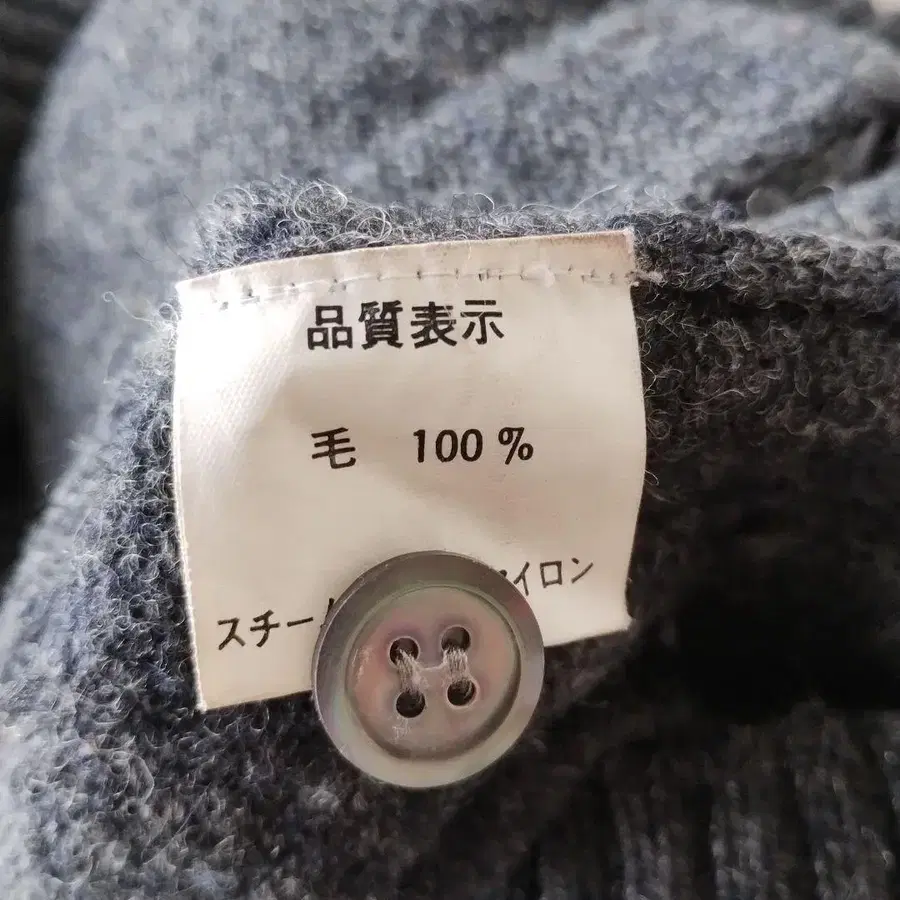 品質表示
毛 100%
スチー イロン